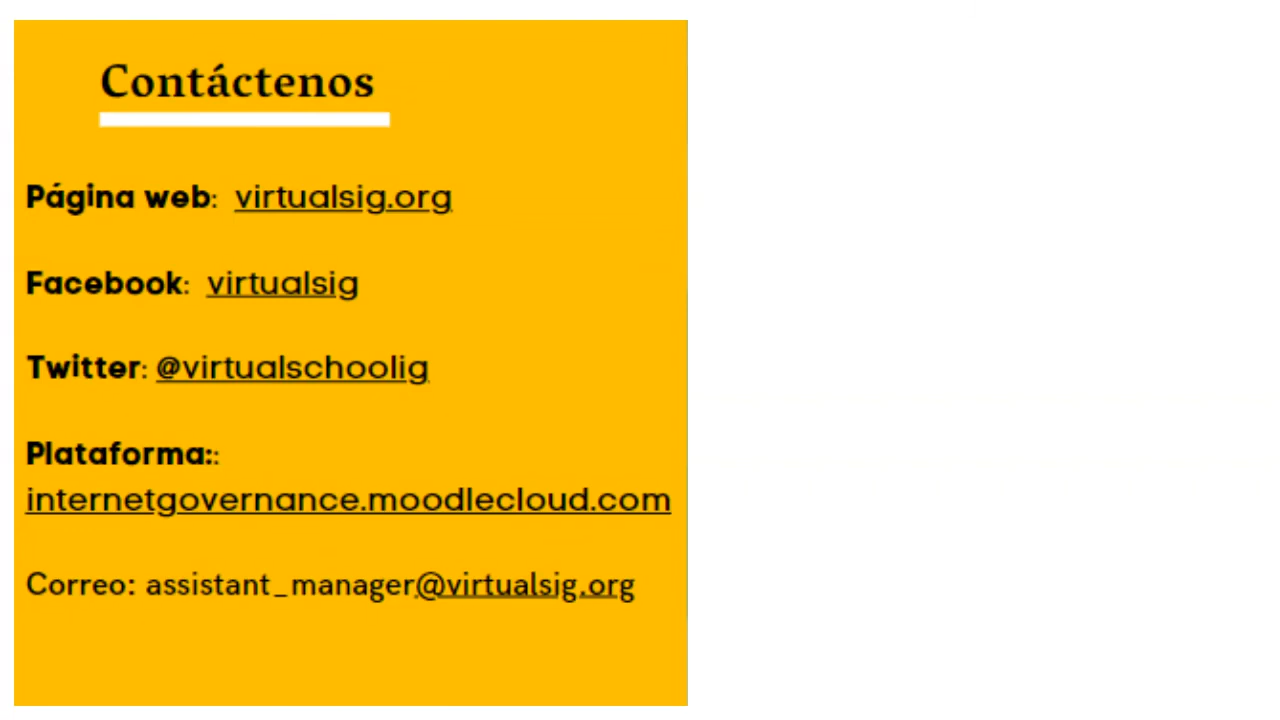 Contáctenos
Página web: virtualsig.org
Facebook: virtualsig
Twitter: @virtualschoolig
Plataforma::
internetgovernance.moodlecloud.com
Correo: assistant_manager@virtualsig.org